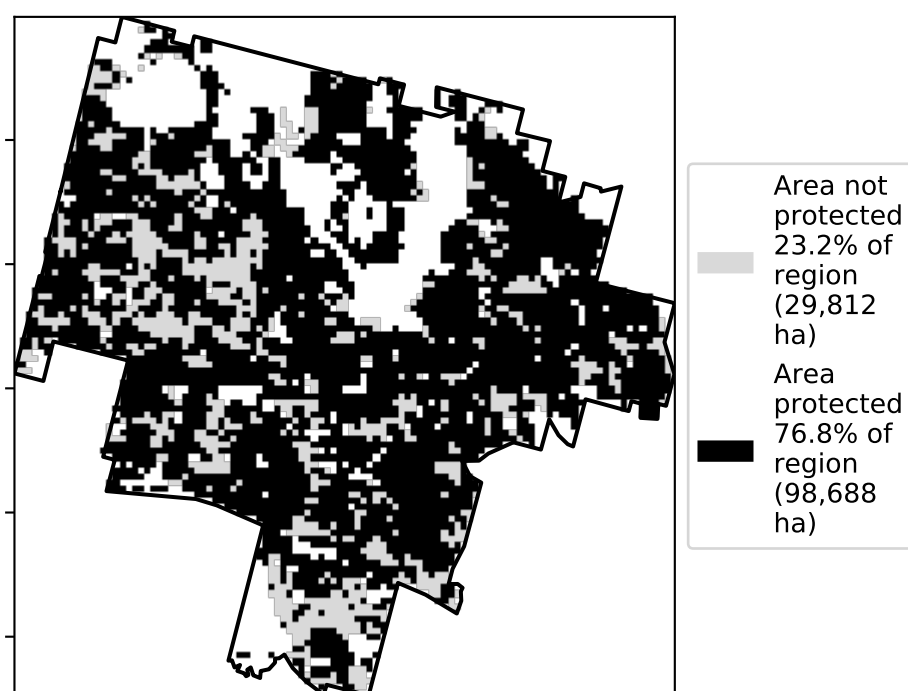 Area not
protected
23.2% of
region
(29,812
ha)
Area
protected
76.8% of
region
(98,688
ha)